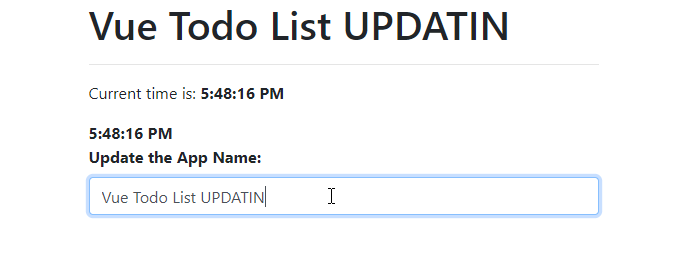 Vue Todo List UPDATIN
Current time is: 5:48:16 PM
5:48:16 PM
Update the App Name:
Vue Todo List UPDATIN